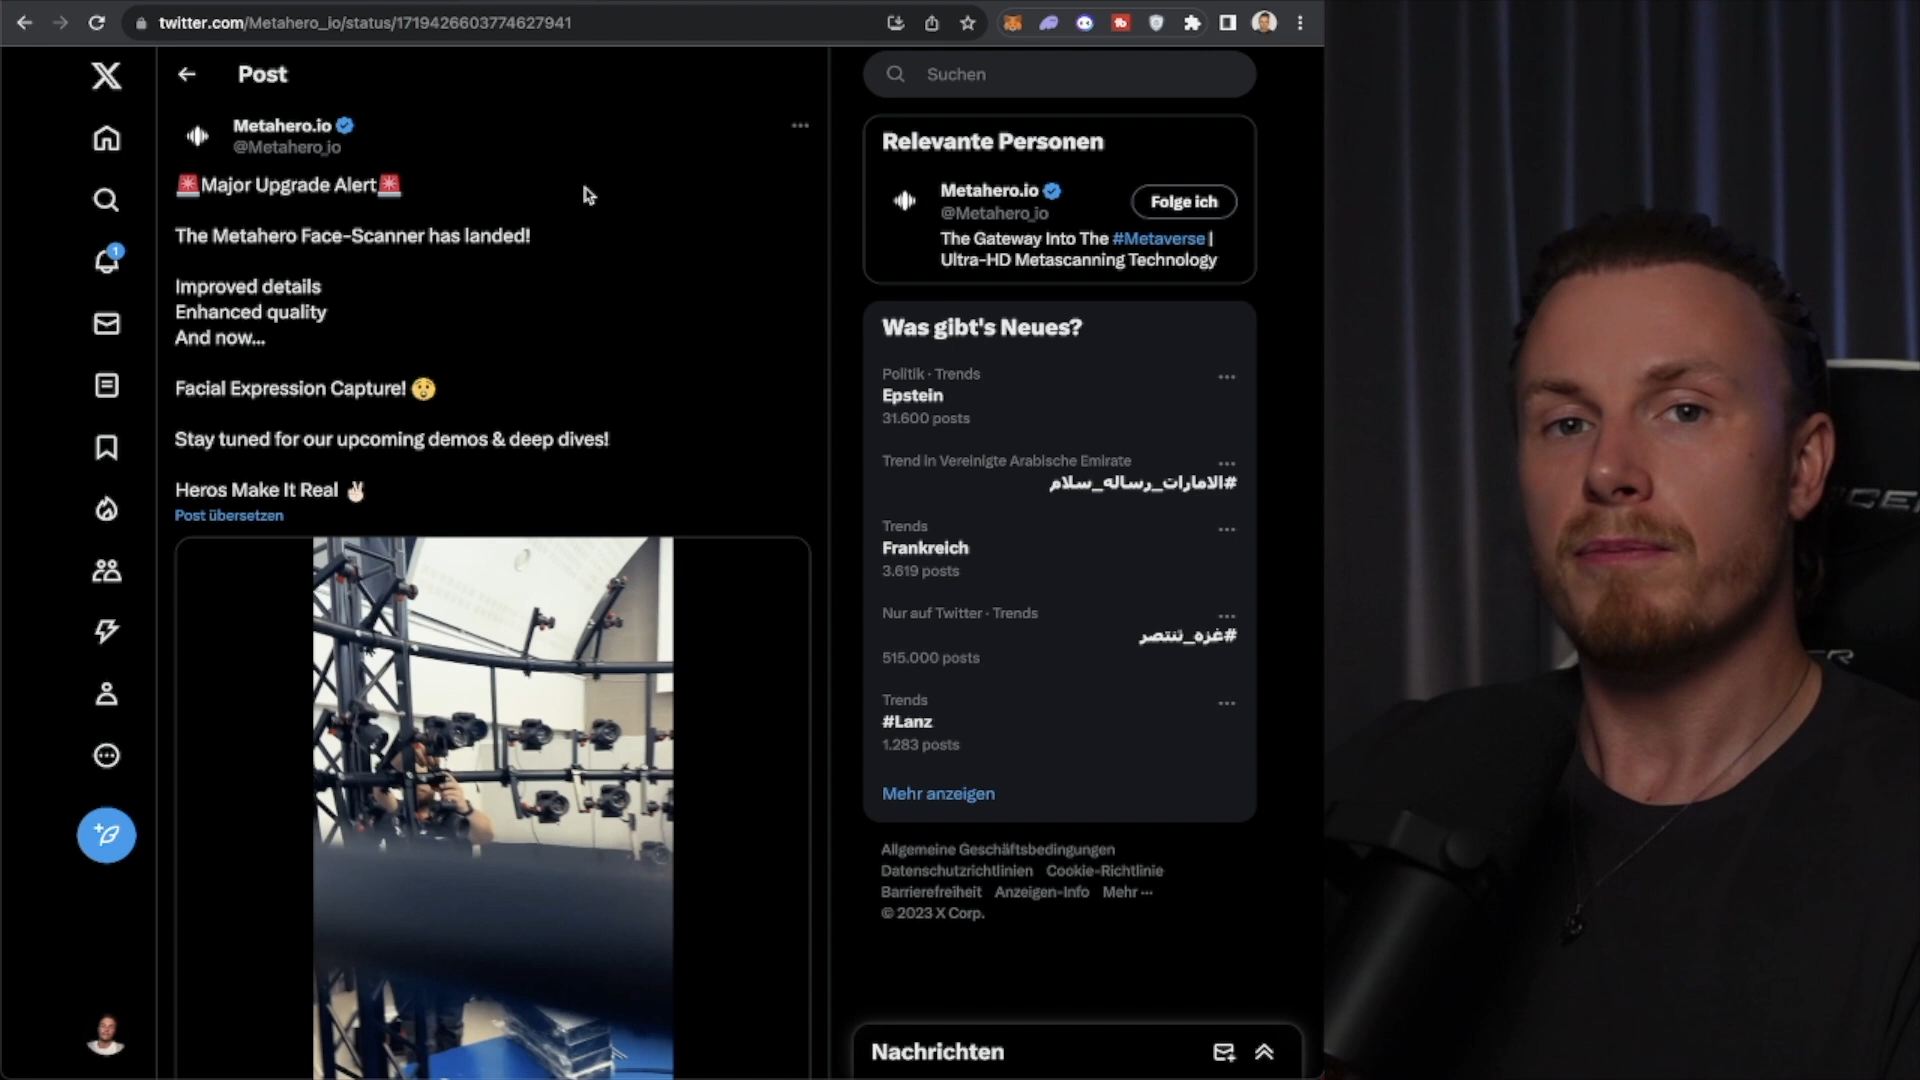 twitter.com/Metahero_io/status/1719426603774627941
Post
Metahero.io
@Metahero_io
🚨Major Upgrade Alert🚨
The Metahero Face-Scanner has landed!
Improved details
Enhanced quality
And now...
Facial Expression Capture! 😲
Stay tuned for our upcoming demos & deep dives!
Heros Make It Real ✌🏻
Post übersetzen
1
Suchen
Relevante Personen
Metahero.io
@Metahero_io
Folge ich
The Gateway Into The #Metaverse |
Ultra-HD Metascanning Technology
Was gibt's Neues?
Politik · Trends
Epstein
31.600 posts
Trend in Vereinigte Arabische Emirate
#الامارات_رساله_سلام
Trends
Frankreich
3.619 posts
Nur auf Twitter · Trends
#غزه_تنتصر
515.000 posts
Trends
#Lanz
1.283 posts
Mehr anzeigen
Allgemeine Geschäftsbedingungen
Datenschutzrichtlinien Cookie-Richtlinie
Barrierefreiheit Anzeigen-Info Mehr ···
© 2023 X Corp.
Nachrichten